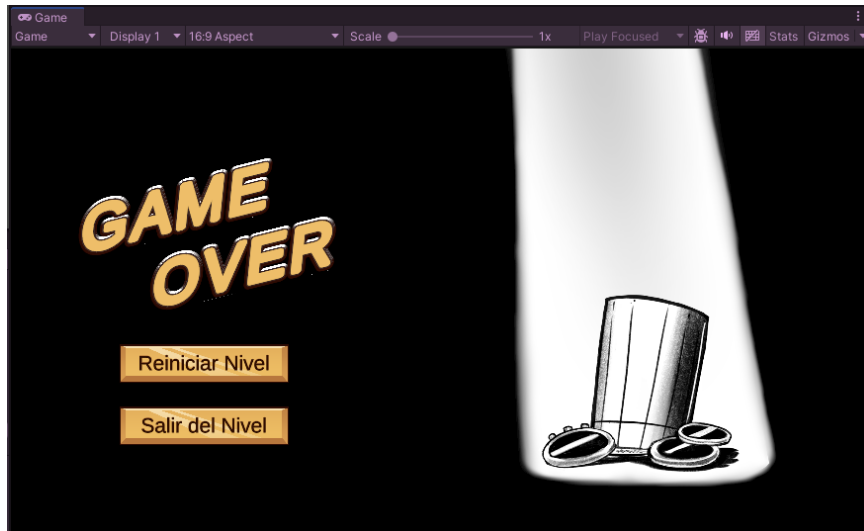 Game
Game Display 1 16:9 Aspect Scale 1x Play Focused Stats Gizmos
GAME
OVER
Reiniciar Nivel
Salir del Nivel